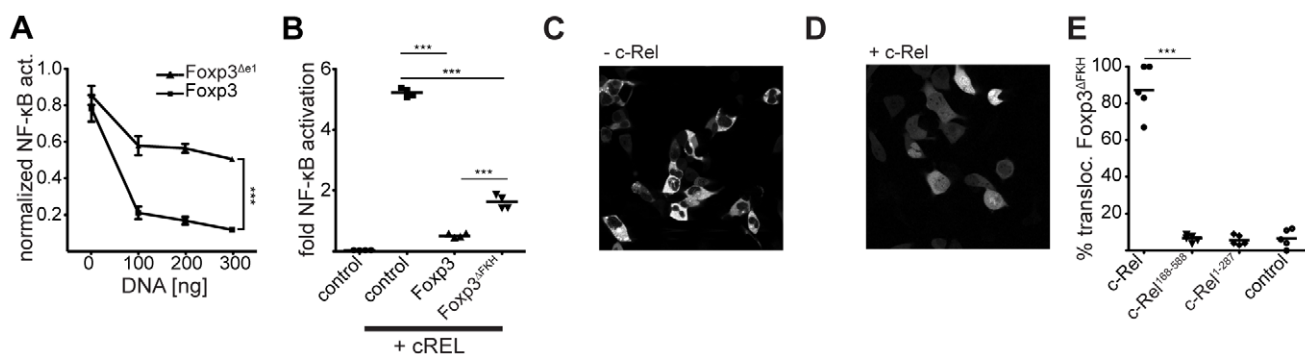 A
normalized NF-κB act.
1.0
0.8
0.6
0.4
0.2
Foxp3Δe1
Foxp3
***
0 100 200 300
DNA [ng]
B
fold NF-κB activation
6
2
0
***
***
***
control
control
Foxp3
Foxp3ΔFKH
+ cREL
C
- c-Rel
D
+ c-Rel
E
% transloc. Foxp3ΔFKH
100
80
60
40
20
0
***
c-Rel
c-Rel168-588
c-Rel1-287
control